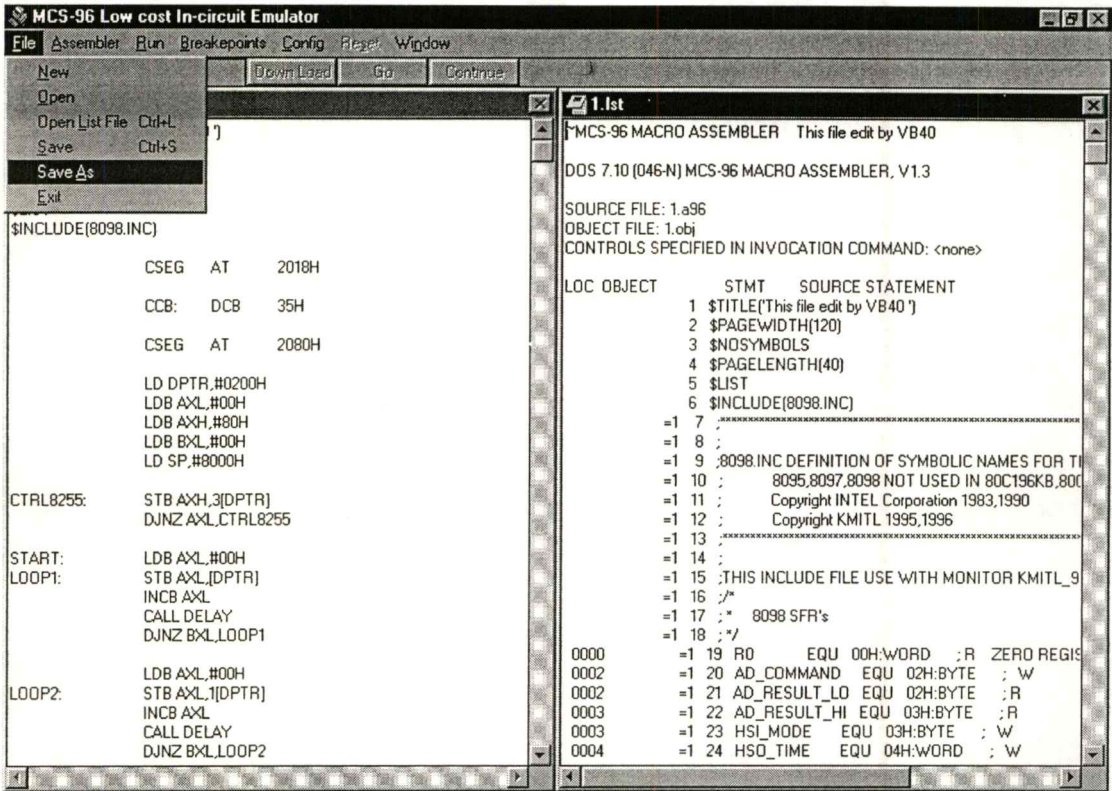 MCS-96 Low cost In-circuit Emulator
File Assembler Run Breakepoints Config Reset Window
Down Load Go Continue
New
Open
Open List File Ctrl+L
Save Ctrl+S
Save As
Exit
')
$INCLUDE(8098.INC)
CSEG AT 2018H
CCB: DCB 35H
CSEG AT 2080H
LD DPTR,#0200H
LDB AXL,#00H
LDB AXH,#80H
LDB BXL,#00H
LD SP,#8000H
CTRL8255: STB AXH,3[DPTR]
DJNZ AXL,CTRL8255
START: LDB AXL,#00H
LOOP1: STB AXL,[DPTR]
INCB AXL
CALL DELAY
DJNZ BXL,LOOP1
LDB AXL,#00H
LOOP2: STB AXL,1[DPTR]
INCB AXL
CALL DELAY
DJNZ BXL,LOOP2
1.lst
MCS-96 MACRO ASSEMBLER This file edit by VB40
DOS 7.10 (046-N) MCS-96 MACRO ASSEMBLER, V1.3
SOURCE FILE: 1.a96
OBJECT FILE: 1.obj
CONTROLS SPECIFIED IN INVOCATION COMMAND: <none>
LOC OBJECT STMT SOURCE STATEMENT
1 $TITLE('This file edit by VB40 ')
2 $PAGEWIDTH(120)
3 $NOSYMBOLS
4 $PAGELENGTH(40)
5 $LIST
6 $INCLUDE(8098.INC)
=1 7 ;************************************************************
=1 8 ;
=1 9 ;8098.INC DEFINITION OF SYMBOLIC NAMES FOR
=1 10 ; 8095,8097,8098 NOT USED IN 80C196KB,
=1 11 ; Copyright INTEL Corporation 1983,1990
=1 12 ; Copyright KMITL 1995,1996
=1 13 ;************************************************************
=1 14 ;
=1 15 ;THIS INCLUDE FILE USE WITH MONITOR KMITL_9
=1 16 ;/*
=1 17 ;* 8098 SFR's
=1 18 ;*/
0000 =1 19 R0 EQU 00H:WORD ;R ZERO REGIS
0002 =1 20 AD_COMMAND EQU 02H:BYTE ; W
0002 =1 21 AD_RESULT_LO EQU 02H:BYTE ;R
0003 =1 22 AD_RESULT_HI EQU 03H:BYTE ;R
0003 =1 23 HSI_MODE EQU 03H:BYTE ; W
0004 =1 24 HSO_TIME EQU 04H:WORD ; W